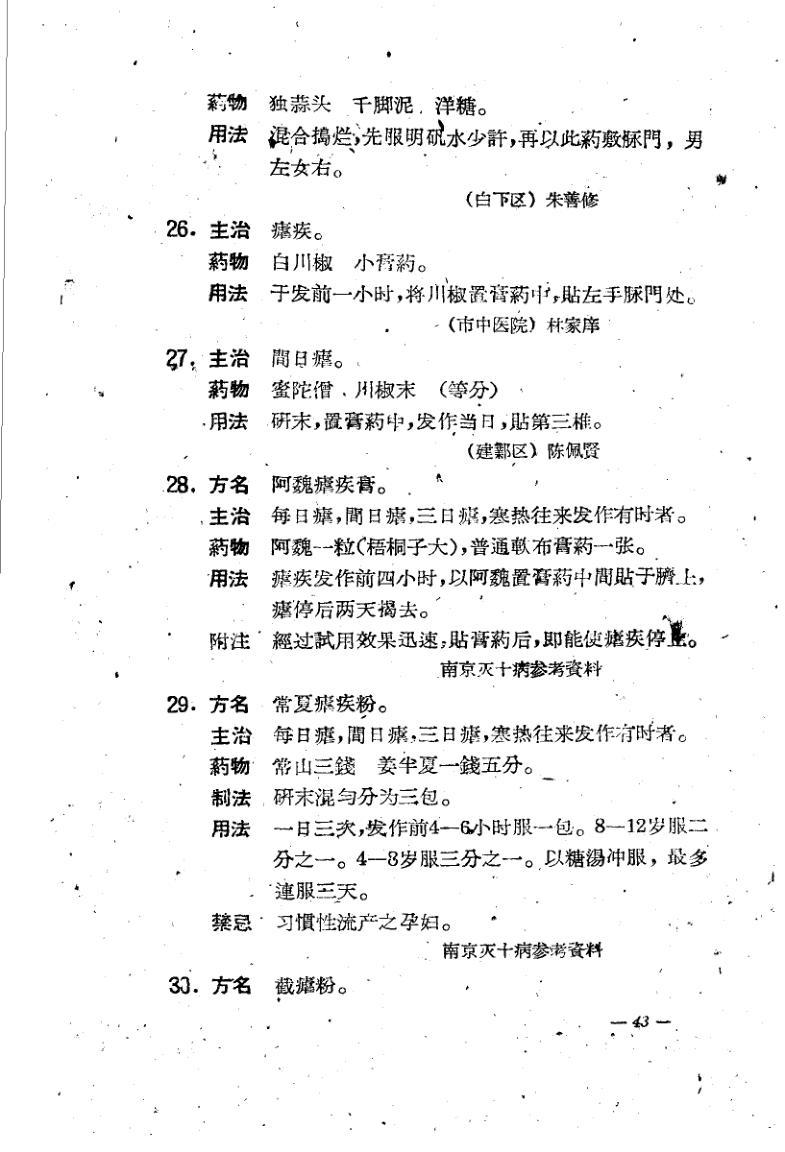 葯物 独蒜头 千脚泥 洋糖。
用法 混合搗烂,先服明矾水少許,再以此葯敷脉門,男
左女右。
(白下区)朱善修
26. 主治 瘧疾。
葯物 白川椒 小膏葯。
用法 于发前一小时,将川椒置膏葯中,貼左手脉門处。
(市中医院)林家庠
27. 主治 間日瘧。
葯物 蜜陀僧、川椒末 (等分)
用法 研末,置膏葯中,发作当日,貼第三椎。
(建鄴区)陈佩贤
28. 方名 阿魏瘧疾膏。
主治 每日瘧,間日瘧,三日瘧,寒热往来发作有时者。
葯物 阿魏一粒(梧桐子大),普通軟布膏葯一张。
用法 瘧疾发作前四小时,以阿魏置膏葯中間貼于臍上,
瘧停后两天揭去。
附注 經过試用效果迅速,貼膏葯后,即能使瘧疾停止。
南京灭十病参考資料
29. 方名 常夏瘧疾粉。
主治 每日瘧,間日瘧,三日瘧,寒热往来发作有时者。
葯物 常山三錢 姜半夏一錢五分。
制法 研末混匀分为三包。
用法 一日三次,发作前4—6小时服一包。8—12岁服二
分之一。4—8岁服三分之一。以糖湯冲服,最多
連服三天。
禁忌 习慣性流产之孕妇。
南京灭十病参考資料
30. 方名 截瘧粉。
— 43 —